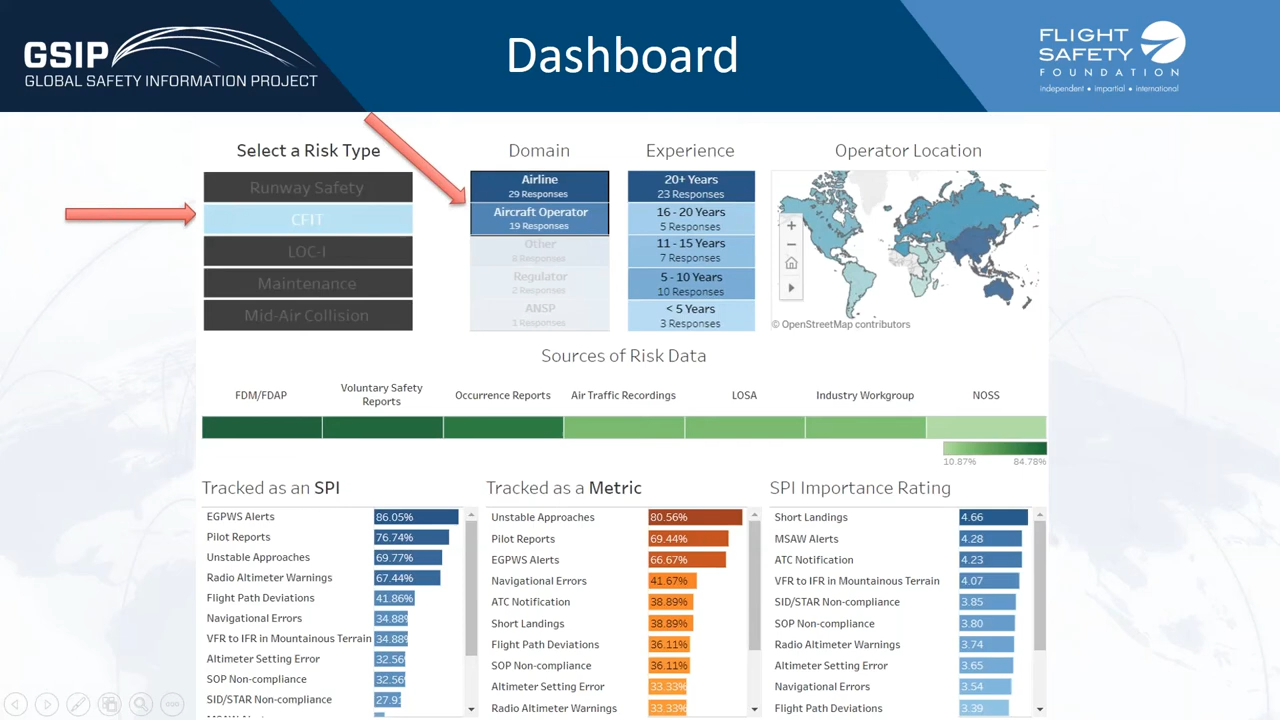 GSIP
GLOBAL SAFETY INFORMATION PROJECT
Dashboard
FLIGHT
SAFETY
FOUNDATION
independent • impartial • international
Select a Risk Type
Runway Safety
CFIT
LOC-I
Maintenance
Mid-Air Collision
Domain
Airline
29 Responses
Aircraft Operator
19 Responses
Other
8 Responses
Regulator
2 Responses
ANSP
1 Responses
Experience
20+ Years
23 Responses
16 - 20 Years
5 Responses
11 - 15 Years
7 Responses
5 - 10 Years
10 Responses
< 5 Years
3 Responses
Operator Location
© OpenStreetMap contributors
Sources of Risk Data
FDM/FDAP
Voluntary Safety
Reports
Occurrence Reports
Air Traffic Recordings
LOSA
Industry Workgroup
NOSS
10.87% 84.78%
Tracked as an SPI
EGPWS Alerts 86.05%
Pilot Reports 76.74%
Unstable Approaches 69.77%
Radio Altimeter Warnings 67.44%
Flight Path Deviations 41.86%
Navigational Errors 34.88%
VFR to IFR in Mountainous Terrain 34.88%
Altimeter Setting Error 32.56%
SOP Non-compliance 32.56%
SID/STAR Non-compliance 27.91
Tracked as a Metric
Unstable Approaches 80.56%
Pilot Reports 69.44%
EGPWS Alerts 66.67%
Navigational Errors 41.67%
ATC Notification 38.89%
Short Landings 38.89%
Flight Path Deviations 36.11%
SOP Non-compliance 36.11%
Altimeter Setting Error 33.33%
Radio Altimeter Warnings 33.33%
SPI Importance Rating
Short Landings 4.66
MSAW Alerts 4.28
ATC Notification 4.23
VFR to IFR in Mountainous Terrain 4.07
SID/STAR Non-compliance 3.85
SOP Non-compliance 3.80
Radio Altimeter Warnings 3.74
Altimeter Setting Error 3.65
Navigational Errors 3.54
Flight Path Deviations 3.39